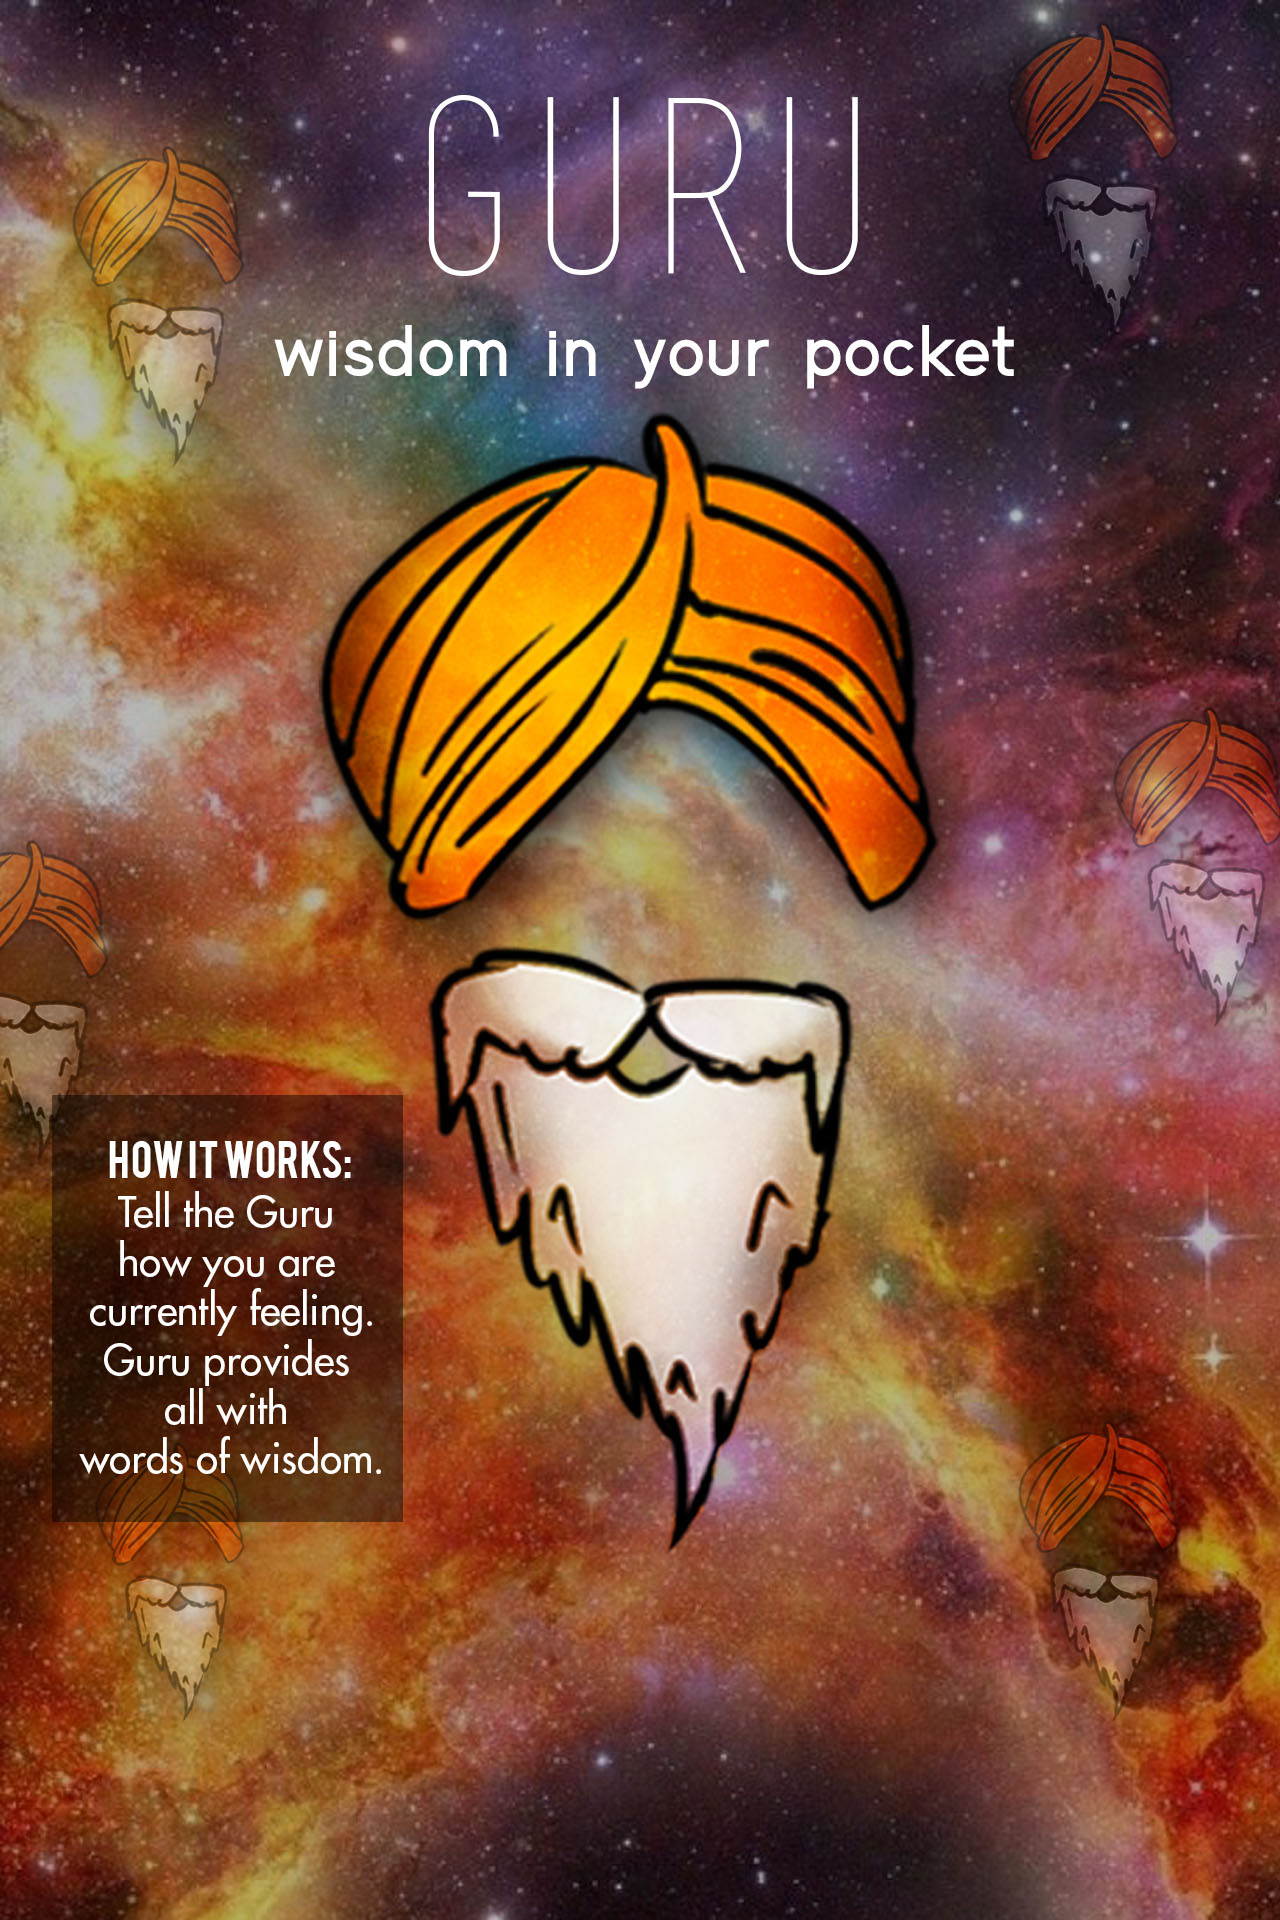 GURU
wisdom in your pocket
HOW IT WORKS:
Tell the Guru
how you are
currently feeling.
Guru provides
all with
words of wisdom.